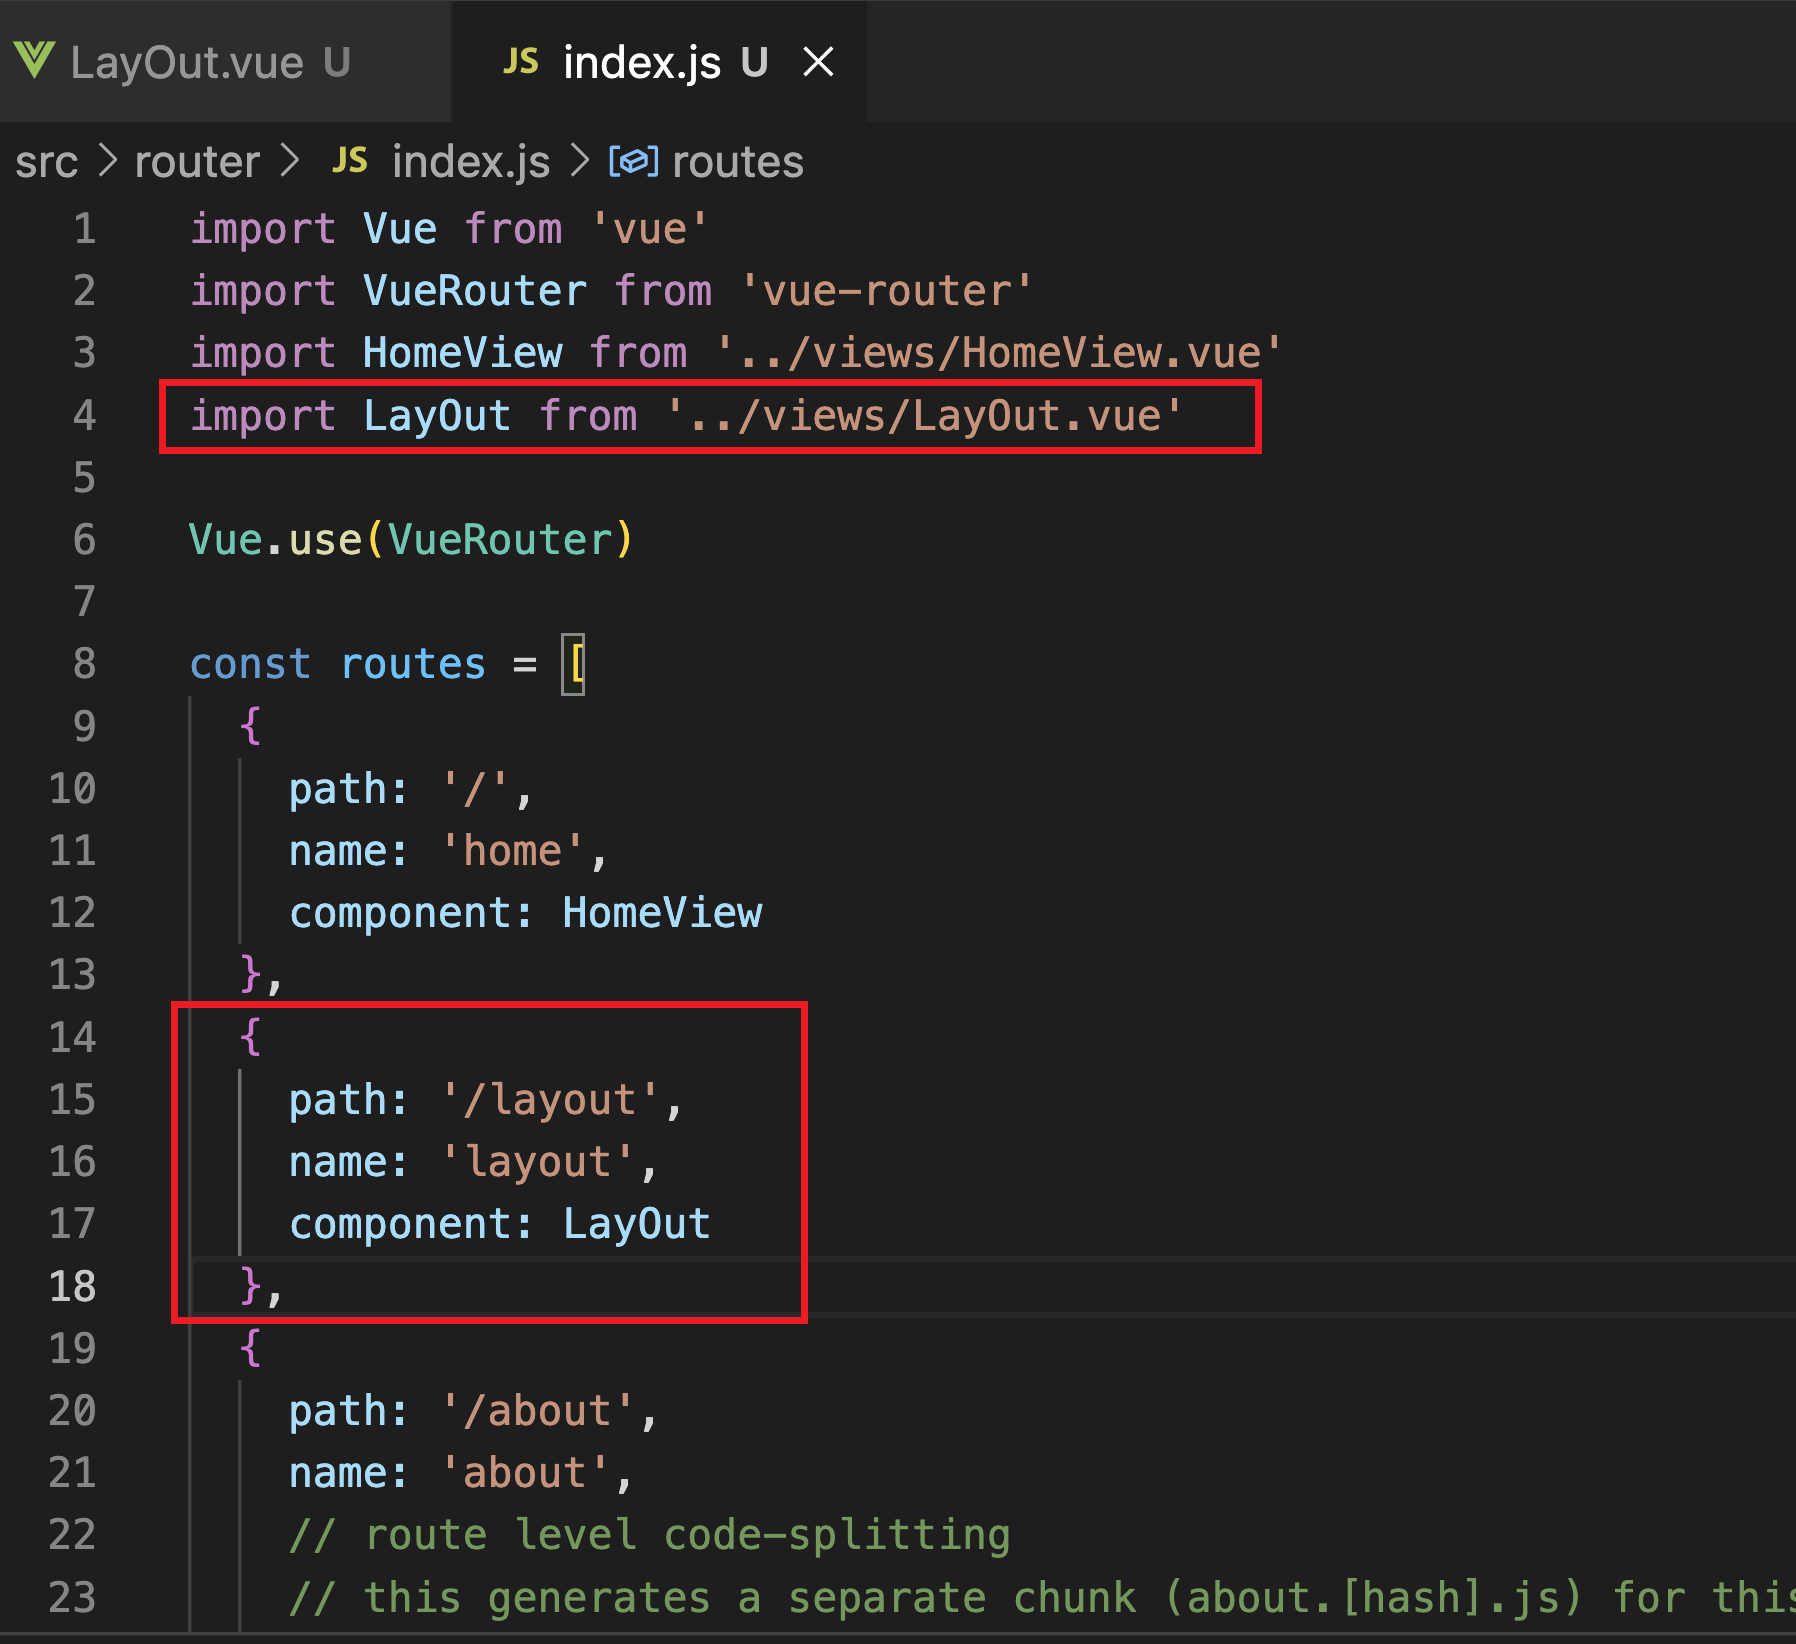 LayOut.vue U JS index.js U
src > router > JS index.js > routes
1 import Vue from 'vue'
2 import VueRouter from 'vue-router'
3 import HomeView from '../views/HomeView.vue'
4 import LayOut from '../views/LayOut.vue'
5
6 Vue.use(VueRouter)
7
8 const routes = [
9 {
10 path: '/',
11 name: 'home',
12 component: HomeView
13 },
14 {
15 path: '/layout',
16 name: 'layout',
17 component: LayOut
18 },
19 {
20 path: '/about',
21 name: 'about',
22 // route level code-splitting
23 // this generates a separate chunk (about.[hash].js) for this